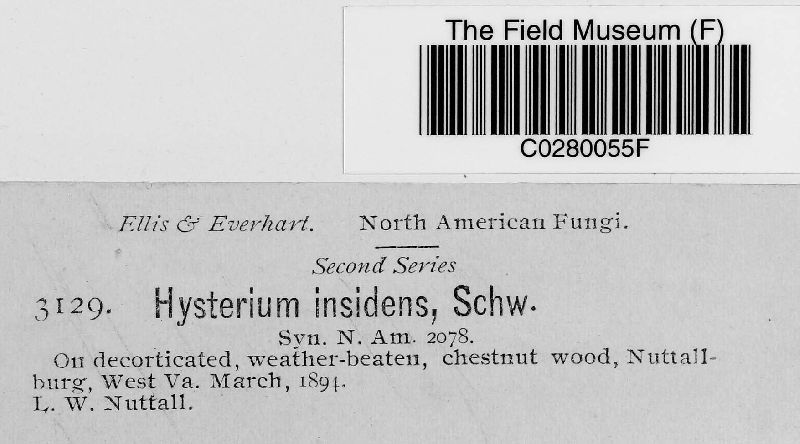 The Field Museum (F)
C0280055F
Ellis & Everhart. North American Fungi.
Second Series
3129. Hysterium insidens, Schw.
Syn. N. Am. 2078.
On decorticated, weather-beaten, chestnut wood, Nuttall-
burg, West Va. March, 1894.
L. W. Nuttall.